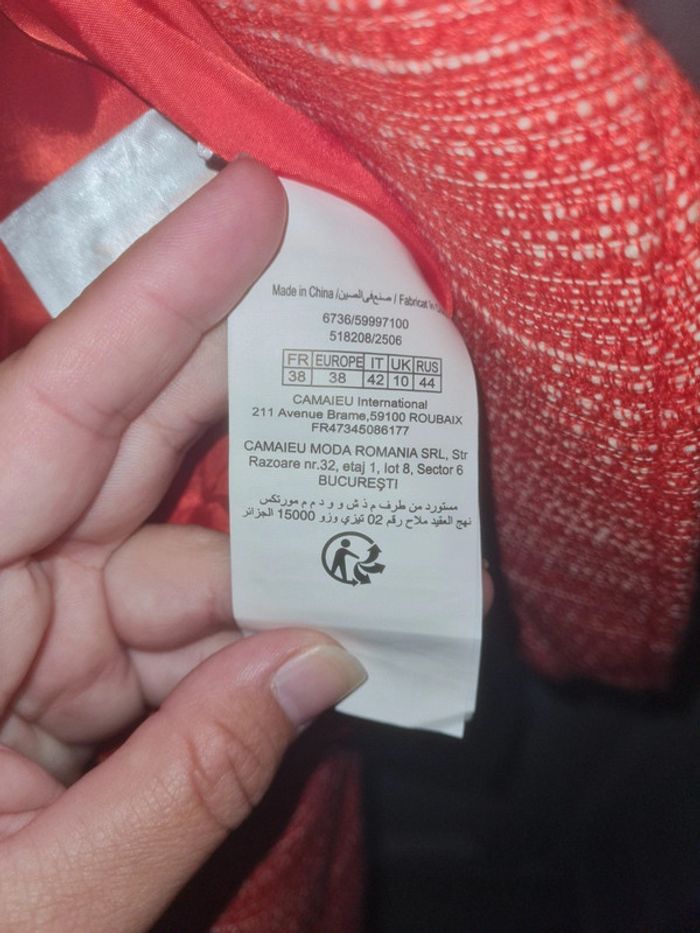 Made in China /صنع في الصين / Fabricat în
6736/59997100
518208/2506
FR EUROPE IT UK RUS
38 38 42 10 44
CAMAIEU International
211 Avenue Brame,59100 ROUBAIX
FR47345086177
CAMAIEU MODA ROMANIA SRL, Str
Razoare nr.32, etaj 1, lot 8, Sector 6
BUCUREŞTI
مستورد من طرف م ذ ش و و د م م مورتكس
نهج العقيد ملاح رقم 02 تيزي وزو 15000 الجزائر